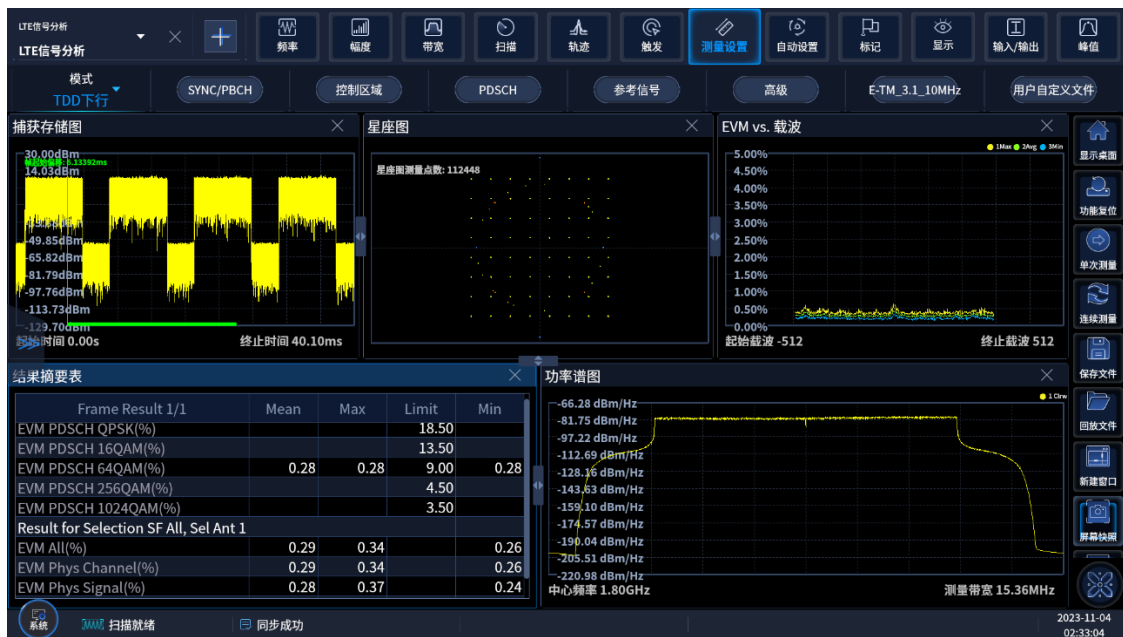 LTE信号分析
LTE信号分析
频率
幅度
带宽
扫描
轨迹
触发
测量设置
自动设置
标记
显示
输入/输出
峰值
模式
TDD下行
SYNC/PBCH
控制区域
PDSCH
参考信号
高级
E-TM_3.1_10MHz
用户自定义文件
捕获存储图
30.00dBm
14.03dBm
-49.85dBm
-65.82dBm
-81.79dBm
-97.76dBm
-113.73dBm
-129.70dBm
起始时间 0.00s
终止时间 40.10ms
星座图
星座图测量点数: 112448
EVM vs. 载波
1Max 2Avg 3Min
5.00%
4.50%
4.00%
3.50%
3.00%
2.50%
2.00%
1.50%
1.00%
0.50%
0.00%
起始载波 -512
终止载波 512
显示桌面
功能复位
单次测量
连续测量
保存文件
回放文件
新建窗口
屏幕快照
结果摘要表
Frame Result 1/1 Mean Max Limit Min
EVM PDSCH QPSK(%) 18.50
EVM PDSCH 16QAM(%) 13.50
EVM PDSCH 64QAM(%) 0.28 0.28 9.00 0.28
EVM PDSCH 256QAM(%) 4.50
EVM PDSCH 1024QAM(%) 3.50
Result for Selection SF All, Sel Ant 1
EVM All(%) 0.29 0.34 0.26
EVM Phys Channel(%) 0.29 0.34 0.26
EVM Phys Signal(%) 0.28 0.37 0.24
功率谱图
1 Clrw
-66.28 dBm/Hz
-81.75 dBm/Hz
-97.22 dBm/Hz
-112.69 dBm/Hz
-128.16 dBm/Hz
-143.63 dBm/Hz
-159.10 dBm/Hz
-174.57 dBm/Hz
-190.04 dBm/Hz
-205.51 dBm/Hz
-220.98 dBm/Hz
中心频率 1.80GHz
测量带宽 15.36MHz
系统
扫描就绪
同步成功
2023-11-04
02:33:04